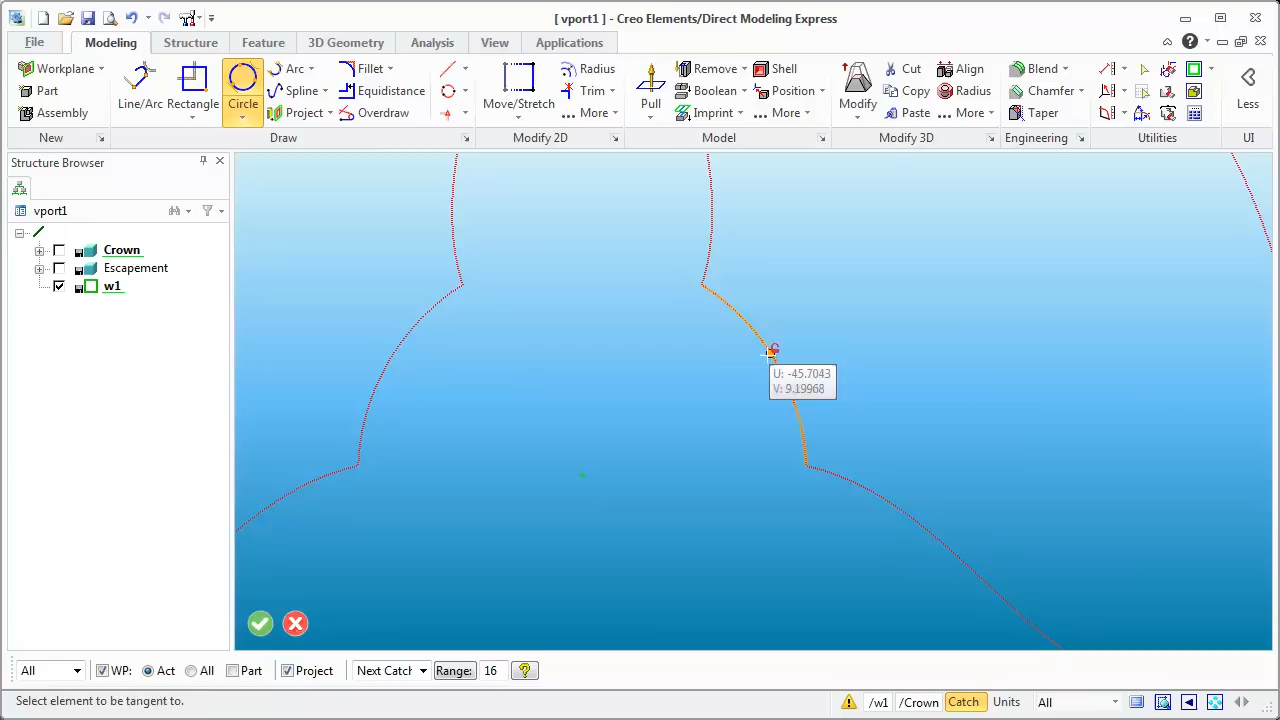 [ vport1 ] - Creo Elements/Direct Modeling Express
File Modeling Structure Feature 3D Geometry Analysis View Applications
Workplane
Part
Assembly
New
Line/Arc
Rectangle
Circle
Arc
Spline
Project
Fillet
Equidistance
Overdraw
Draw
Move/Stretch
Radius
Trim
... More
Modify 2D
Pull
Remove
Boolean
Imprint
Shell
Position
... More
Model
Modify
Cut
Copy
Paste
Align
Radius
... More
Modify 3D
Blend
Chamfer
Taper
Engineering
Utilities
Less
UI
Structure Browser
vport1
Crown
Escapement
w1
U: -45.7043
V: 9.19968
All WP: Act All Part Project Next Catch Range: 16
Select element to be tangent to.
/w1 /Crown Catch Units All